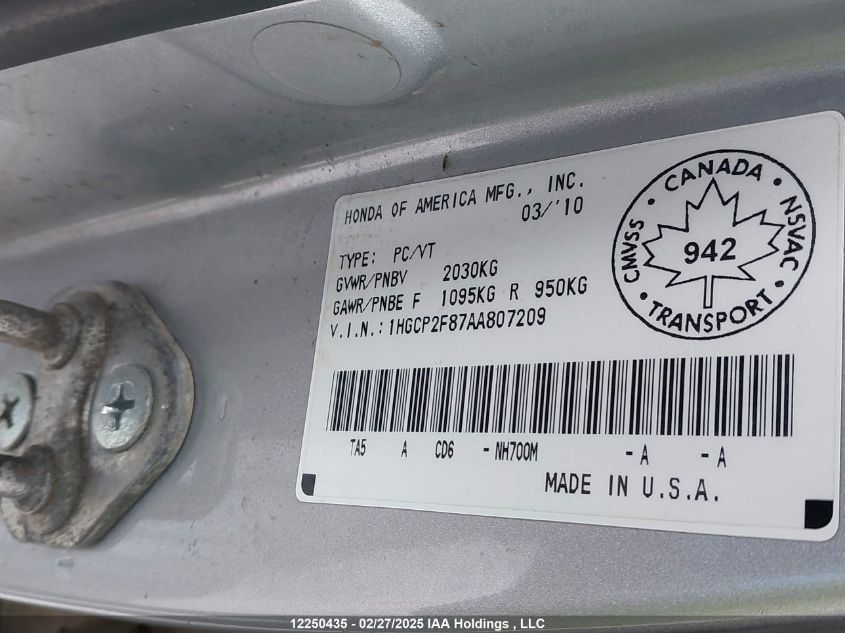 HONDA OF AMERICA MFG., INC.
03/'10
TYPE: PC/VT
GVWR/PNBV 2030KG
GAWR/PNBE F 1095KG R 950KG
V.I.N.:1HGCP2F87AA807209
CANADA • NSVAC • TRANSPORT • CMVSS •
942
TA5 A CD6 -NH700M -A -A
MADE IN U.S.A.
12250435 - 02/27/2025 IAA Holdings , LLC